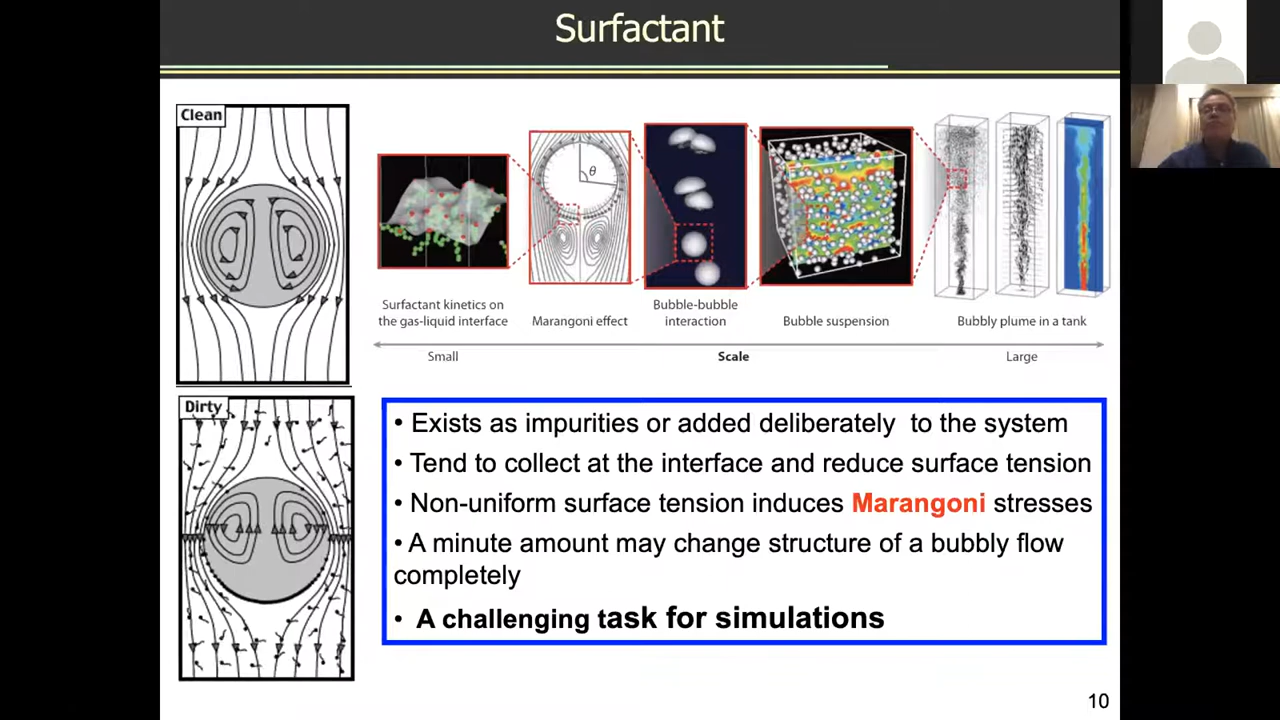 Surfactant
Clean
θ
Surfactant kinetics on
the gas-liquid interface
Marangoni effect
Bubble-bubble
interaction
Bubble suspension
Bubbly plume in a tank
Small
Scale
Large
Dirty
• Exists as impurities or added deliberately to the system
• Tend to collect at the interface and reduce surface tension
• Non-uniform surface tension induces Marangoni stresses
• A minute amount may change structure of a bubbly flow
completely
• A challenging task for simulations
10